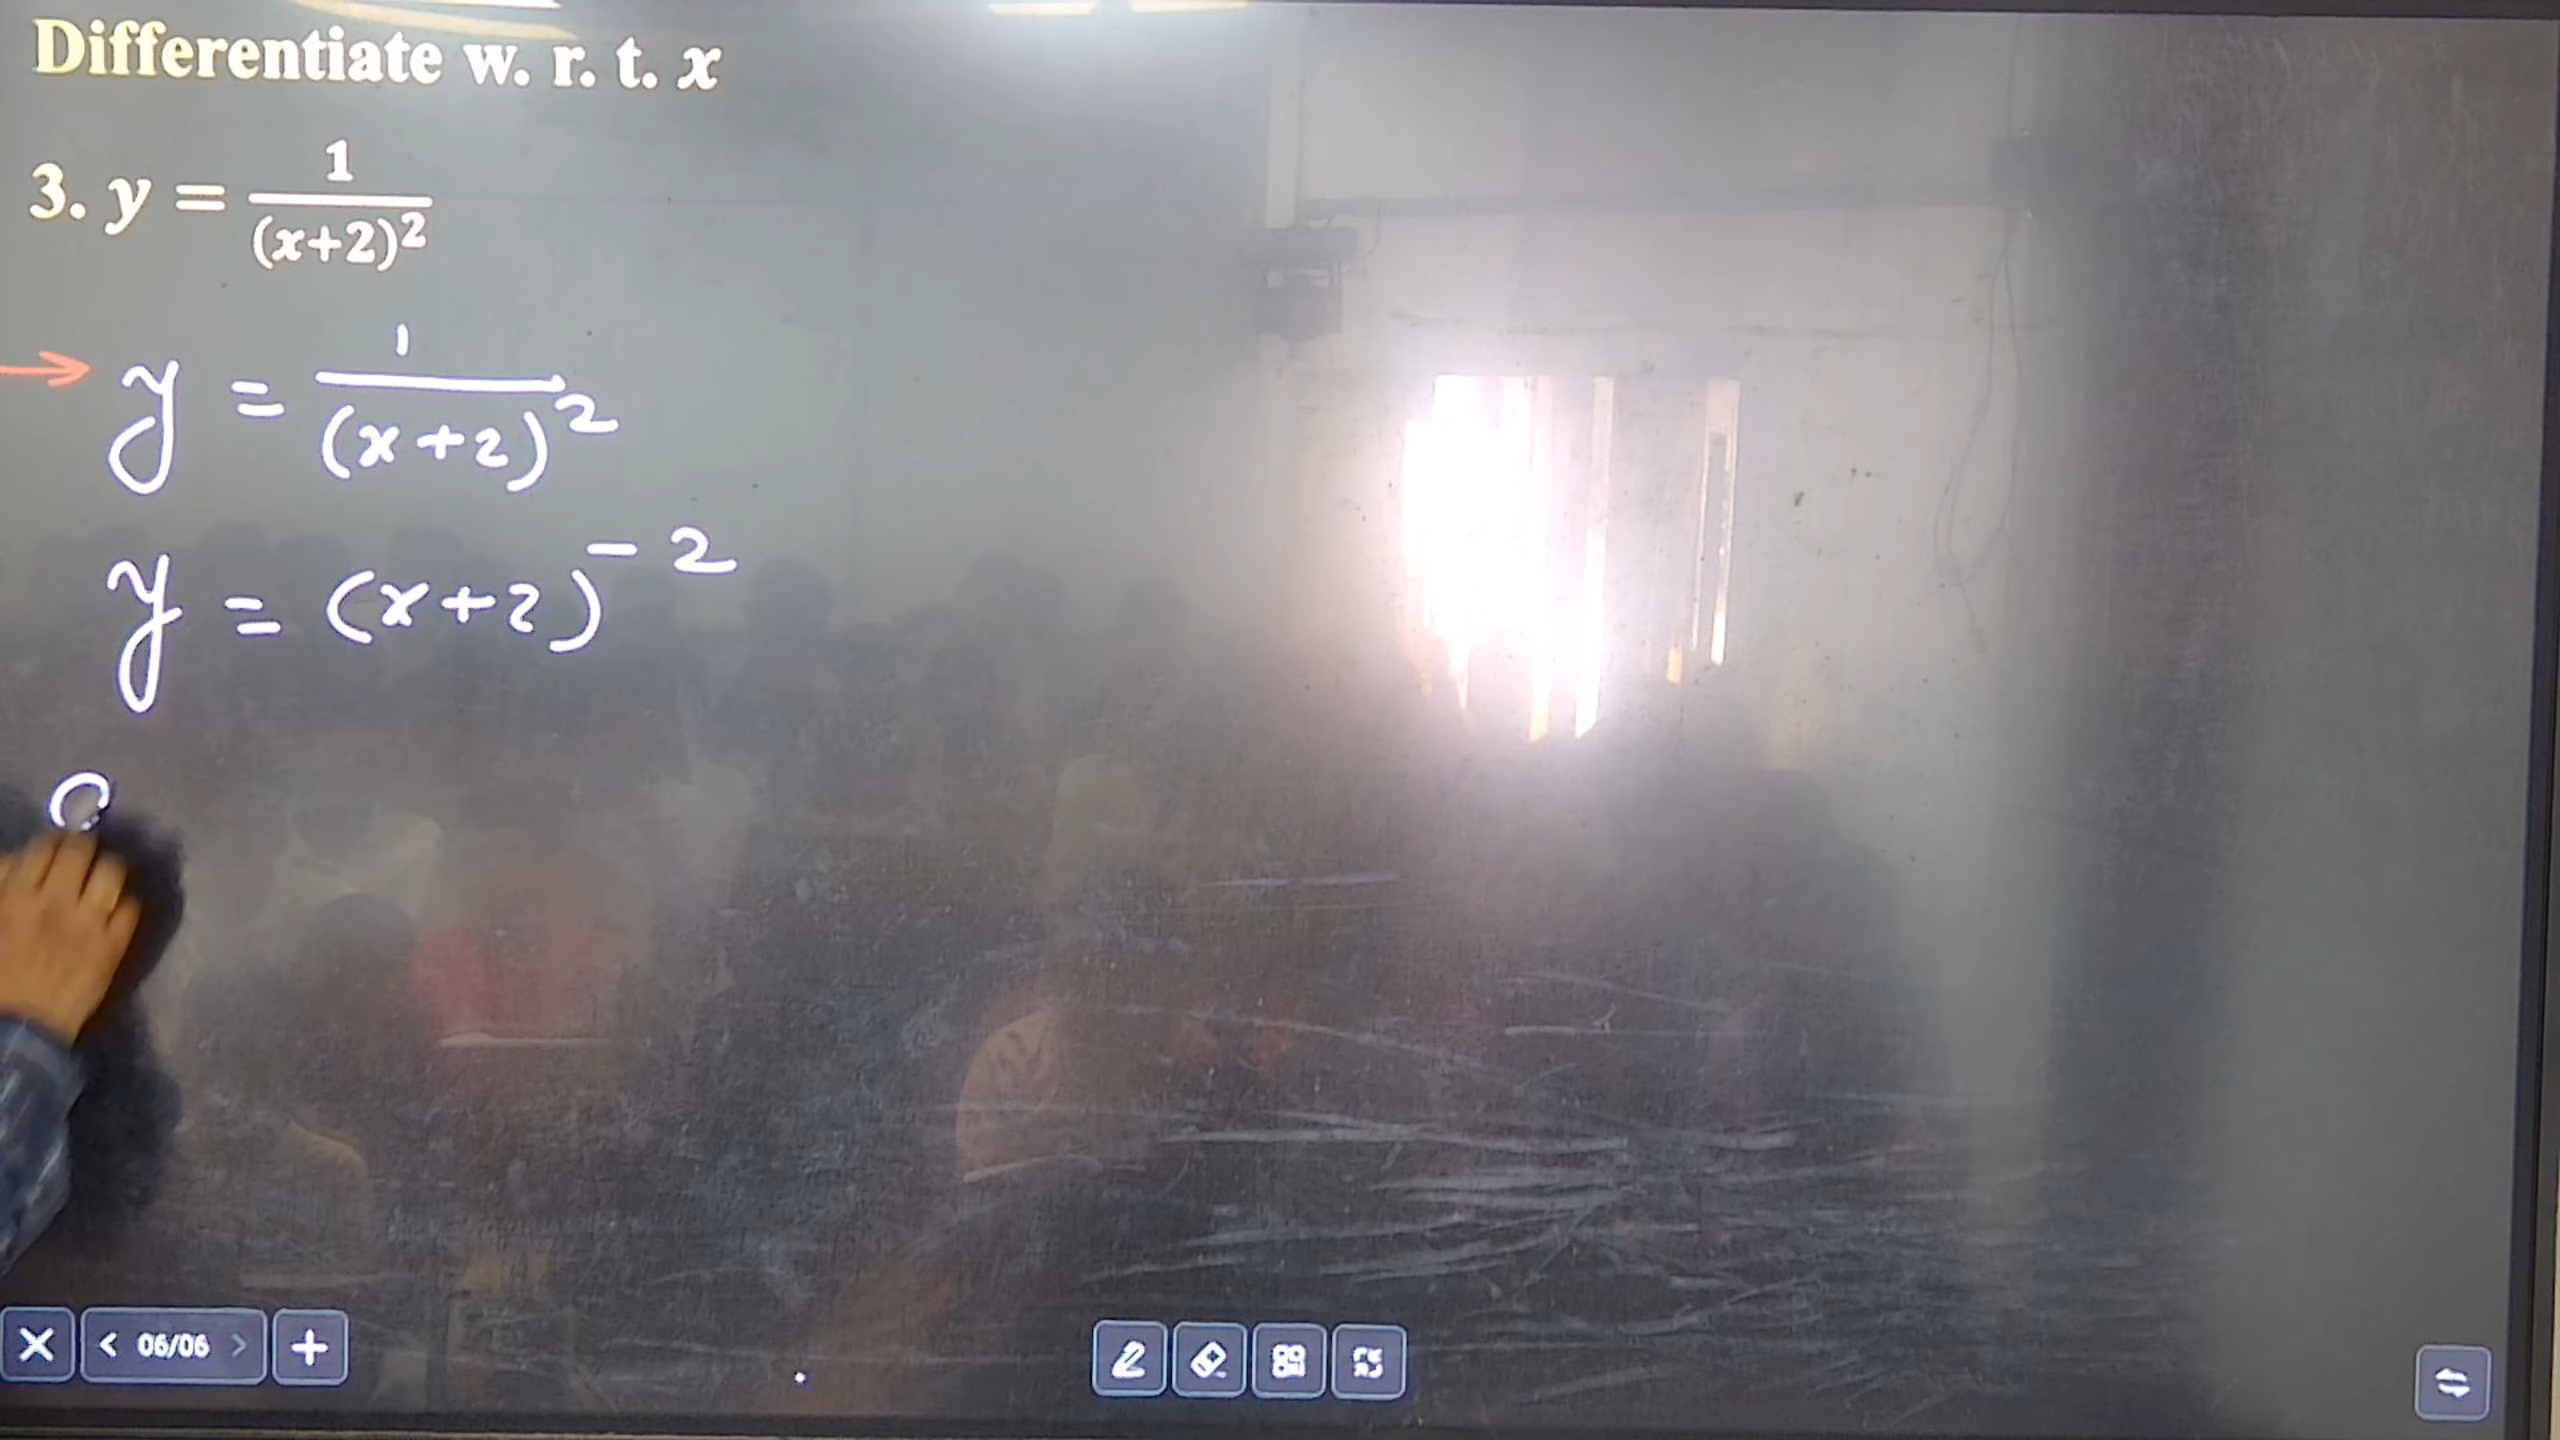 Differentiate w. r. t. x
3. y = 1/(x+2)²
→ y = 1/(x+2)²
y = (x+2)⁻²
06/06